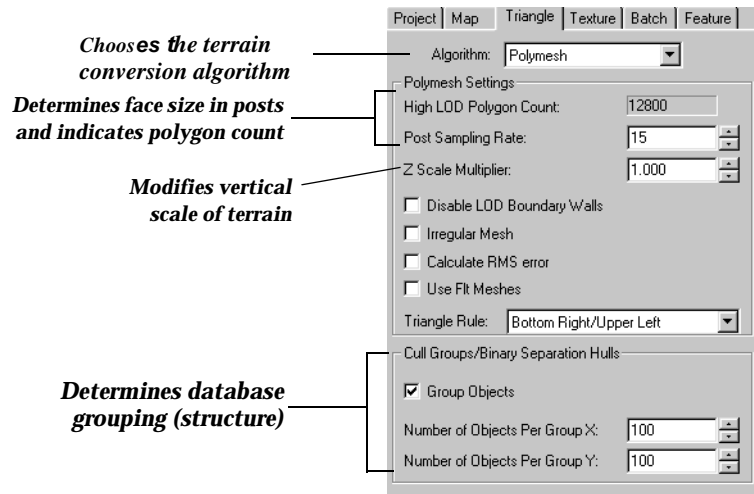 Project Map Triangle Texture Batch Feature
Chooses the terrain
conversion algorithm
Algorithm: Polymesh
Polymesh Settings
Determines face size in posts
and indicates polygon count
High LOD Polygon Count: 12800
Post Sampling Rate: 15
Modifies vertical
scale of terrain
Z Scale Multiplier: 1.000
Disable LOD Boundary Walls
Irregular Mesh
Calculate RMS error
Use Flt Meshes
Triangle Rule: Bottom Right/Upper Left
Cull Groups/Binary Separation Hulls
Determines database
grouping (structure)
Group Objects
Number of Objects Per Group X: 100
Number of Objects Per Group Y: 100